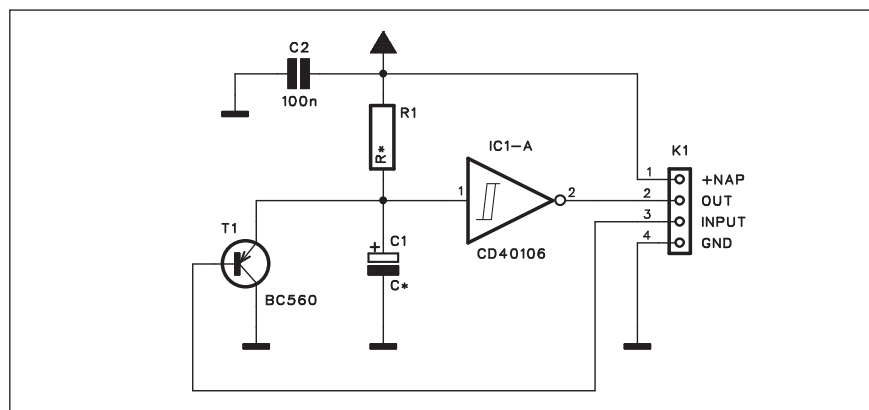 C2
100n
R1
R*
IC1-A
1
2
CD40106
K1
1 +NAP
2 OUT
3 INPUT
4 GND
T1
BC560
+ C1
C*